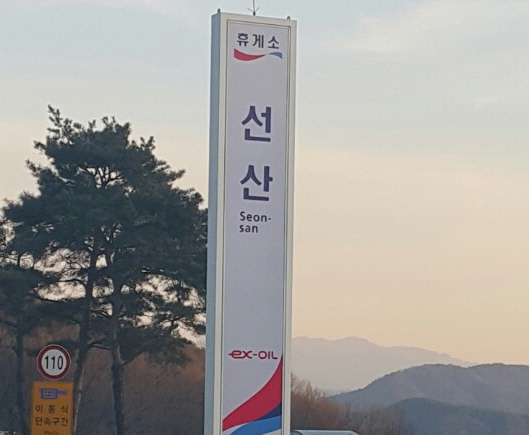 휴게소
선
산
Seon-
san
ex-OIL
110
이동식
단속구간